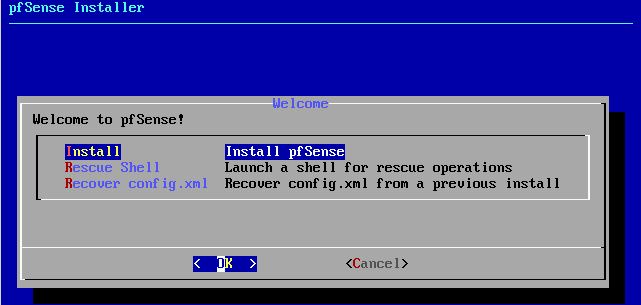 pfSense Installer
Welcome
Welcome to pfSense!
Install Install pfSense
Rescue Shell Launch a shell for rescue operations
Recover config.xml Recover config.xml from a previous install
< OK > <Cancel>